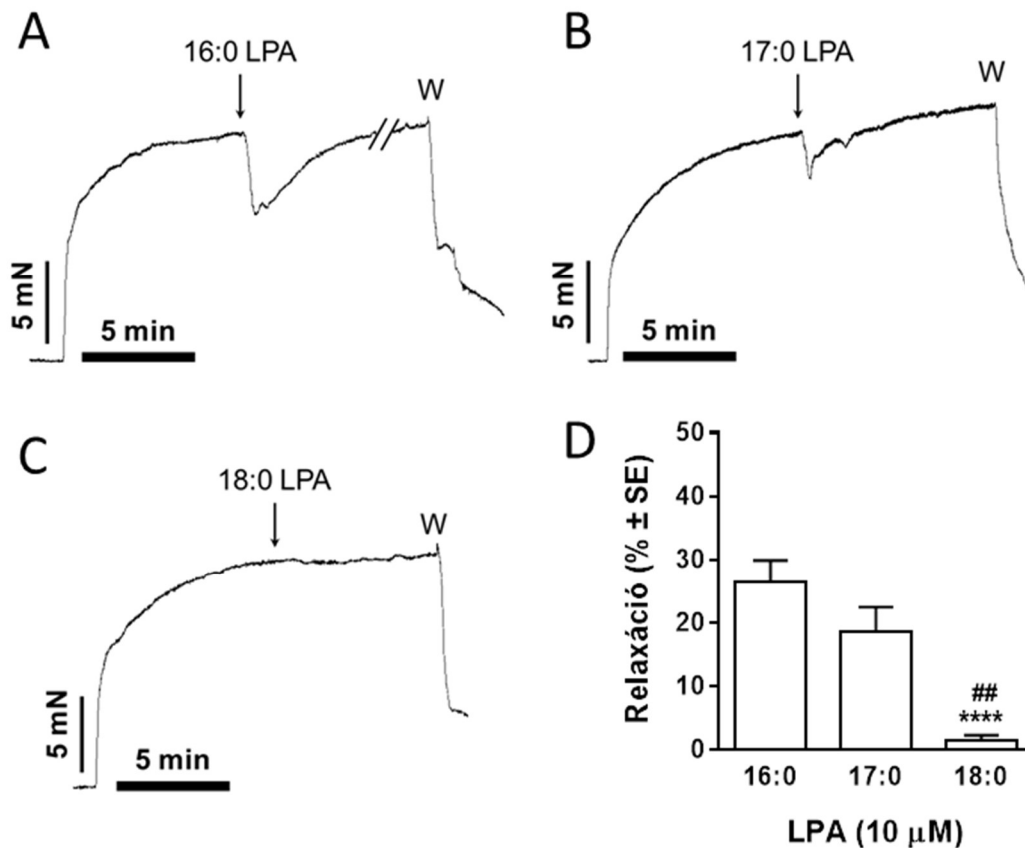 A
16:0 LPA
W
5 mN
5 min
B
17:0 LPA
W
5 mN
5 min
C
18:0 LPA
W
5 mN
5 min
D
Relaxáció (% ± SE)
50
40
30
20
10
0
##
****
16:0 17:0 18:0
LPA (10 µM)